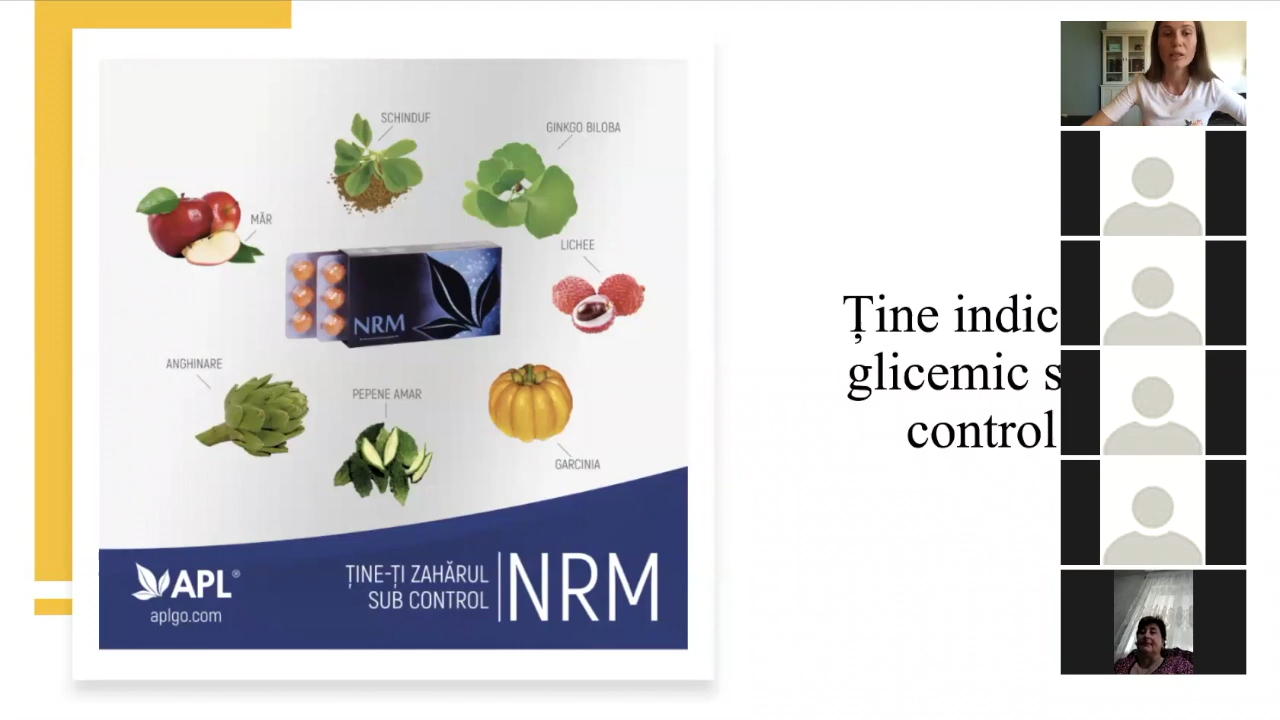 SCHINDUF
GINKGO BILOBA
MĂR
LICHEE
NRM
ANGHINARE
PEPENE AMAR
GARCINIA
APL®
aplgo.com
ȚINE-ȚI ZAHĂRUL
SUB CONTROL
NRM
Ține indic
glicemic s
control
APL